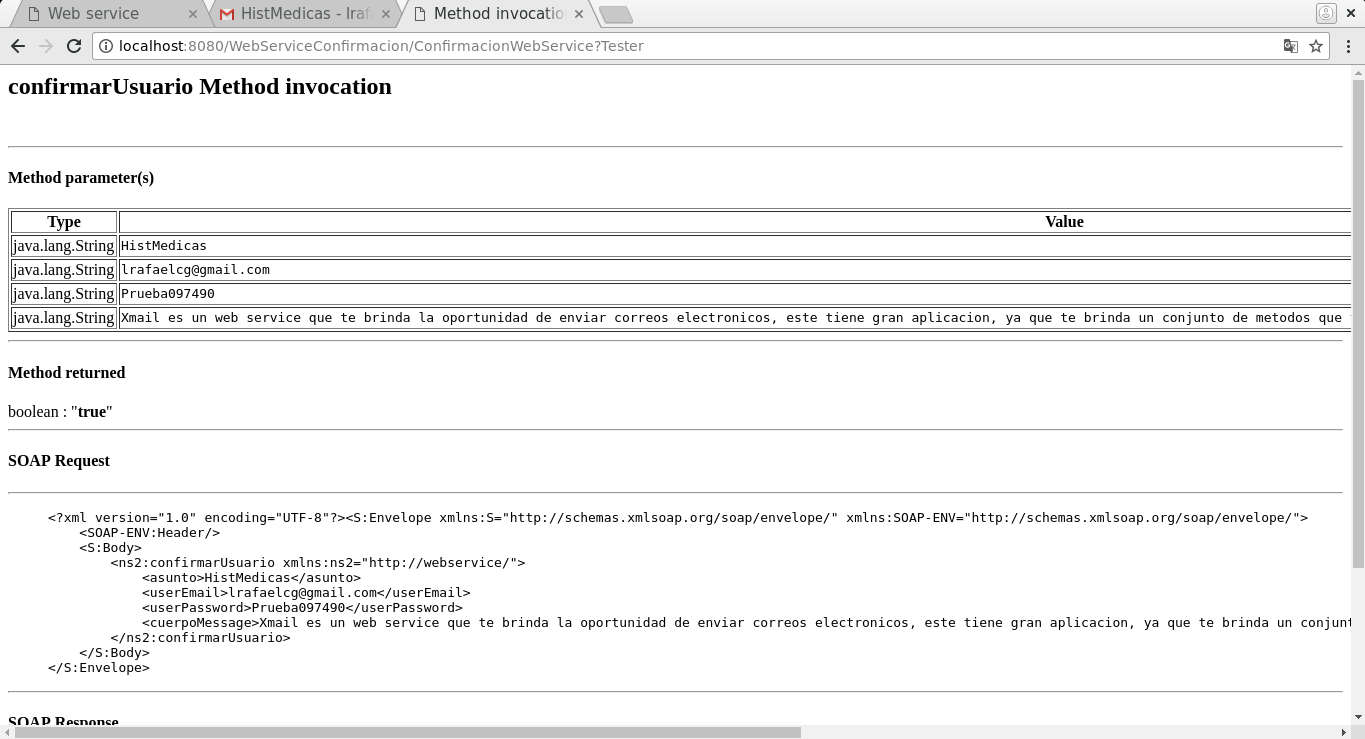 Web service
HistMedicas - lraf
Method invocatio
localhost:8080/WebServiceConfirmacion/ConfirmacionWebService?Tester
confirmarUsuario Method invocation
Method parameter(s)
Type Value
java.lang.String HistMedicas
java.lang.String lrafaelcg@gmail.com
java.lang.String Prueba097490
java.lang.String Xmail es un web service que te brinda la oportunidad de enviar correos electronicos, este tiene gran aplicacion, ya que te brinda un conjunto de metodos que
Method returned
boolean : "true"
SOAP Request
<?xml version="1.0" encoding="UTF-8"?><S:Envelope xmlns:S="http://schemas.xmlsoap.org/soap/envelope/" xmlns:SOAP-ENV="http://schemas.xmlsoap.org/soap/envelope/">
<SOAP-ENV:Header/>
<S:Body>
<ns2:confirmarUsuario xmlns:ns2="http://webservice/">
<asunto>HistMedicas</asunto>
<userEmail>lrafaelcg@gmail.com</userEmail>
<userPassword>Prueba097490</userPassword>
<cuerpoMessage>Xmail es un web service que te brinda la oportunidad de enviar correos electronicos, este tiene gran aplicacion, ya que te brinda un conjunt
</ns2:confirmarUsuario>
</S:Body>
</S:Envelope>
SOAP Response